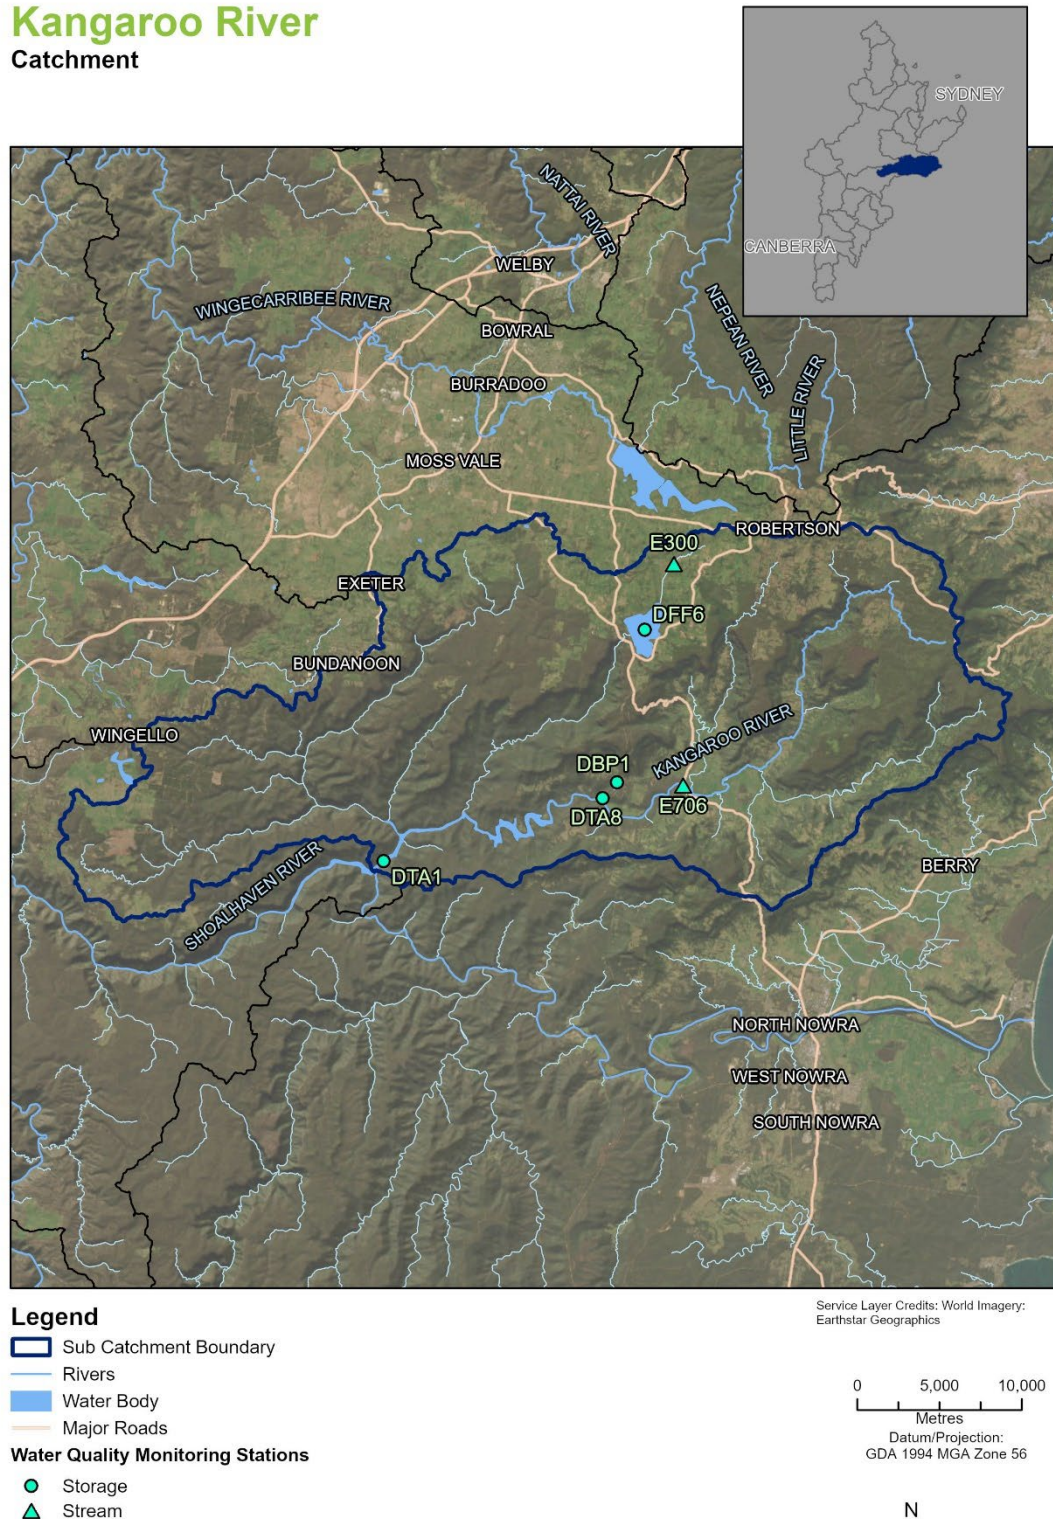 Kangaroo River
Catchment
SYDNEY
CANBERRA
NATTAI RIVER
WELBY
WINGECARRIBEE RIVER
NEPEAN RIVER
BOWRAL
LITTLE RIVER
BURRADOO
MOSS VALE
ROBERTSON
E300
EXETER
DFF6
BUNDANOON
WINGELLO
KANGAROO RIVER
DBP1
DTA8
E706
SHOALHAVEN RIVER
DTA1
BERRY
NORTH NOWRA
WEST NOWRA
SOUTH NOWRA
Legend
Sub Catchment Boundary
Rivers
Water Body
Major Roads
Water Quality Monitoring Stations
Storage
Stream
Service Layer Credits: World Imagery:
Earthstar Geographics
0 5,000 10,000
Metres
Datum/Projection:
GDA 1994 MGA Zone 56
N